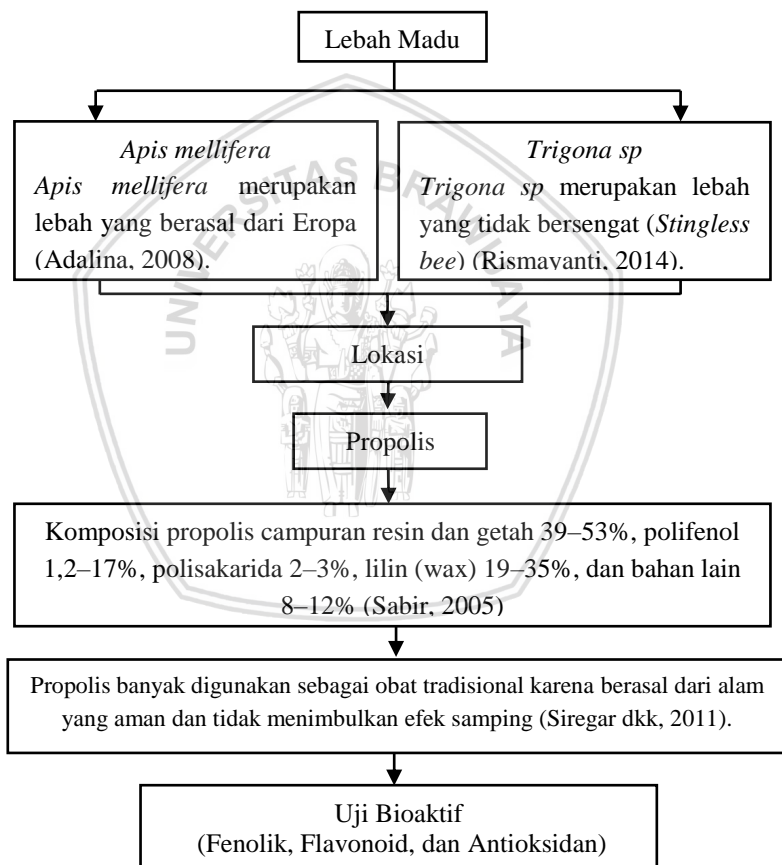 Lebah Madu
Apis mellifera
Apis mellifera merupakan
lebah yang berasal dari Eropa
(Adalina, 2008).
Trigona sp
Trigona sp merupakan lebah
yang tidak bersengat (Stingless
bee) (Rismayanti, 2014).
UNIVERSITAS BRAWIJAYA
Lokasi
Propolis
Komposisi propolis campuran resin dan getah 39–53%, polifenol
1,2–17%, polisakarida 2–3%, lilin (wax) 19–35%, dan bahan lain
8–12% (Sabir, 2005)
Propolis banyak digunakan sebagai obat tradisional karena berasal dari alam
yang aman dan tidak menimbulkan efek samping (Siregar dkk, 2011).
Uji Bioaktif
(Fenolik, Flavonoid, dan Antioksidan)